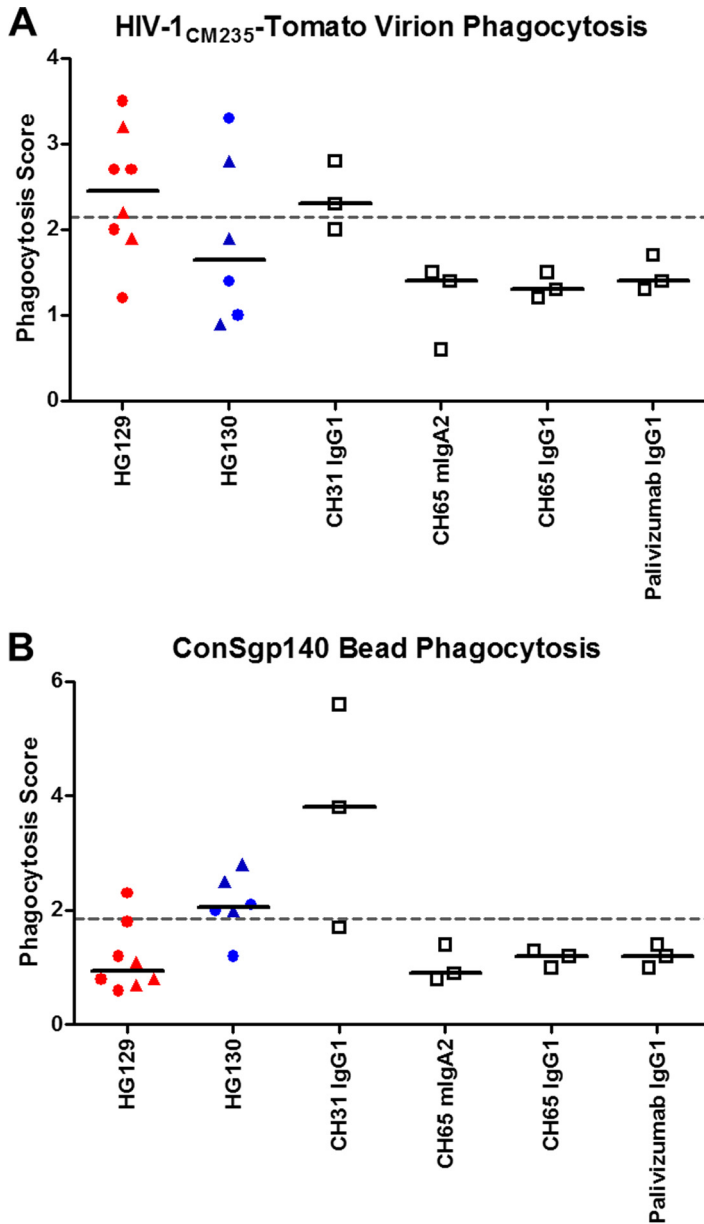 A
HIV-1CM235-Tomato Virion Phagocytosis
Phagocytosis Score
4
3
2
1
0
HG129
HG130
CH31 IgG1
CH65 mIgA2
CH65 IgG1
Palivizumab IgG1
B
ConSgp140 Bead Phagocytosis
Phagocytosis Score
6
4
2
0
HG129
HG130
CH31 IgG1
CH65 mIgA2
CH65 IgG1
Palivizumab IgG1